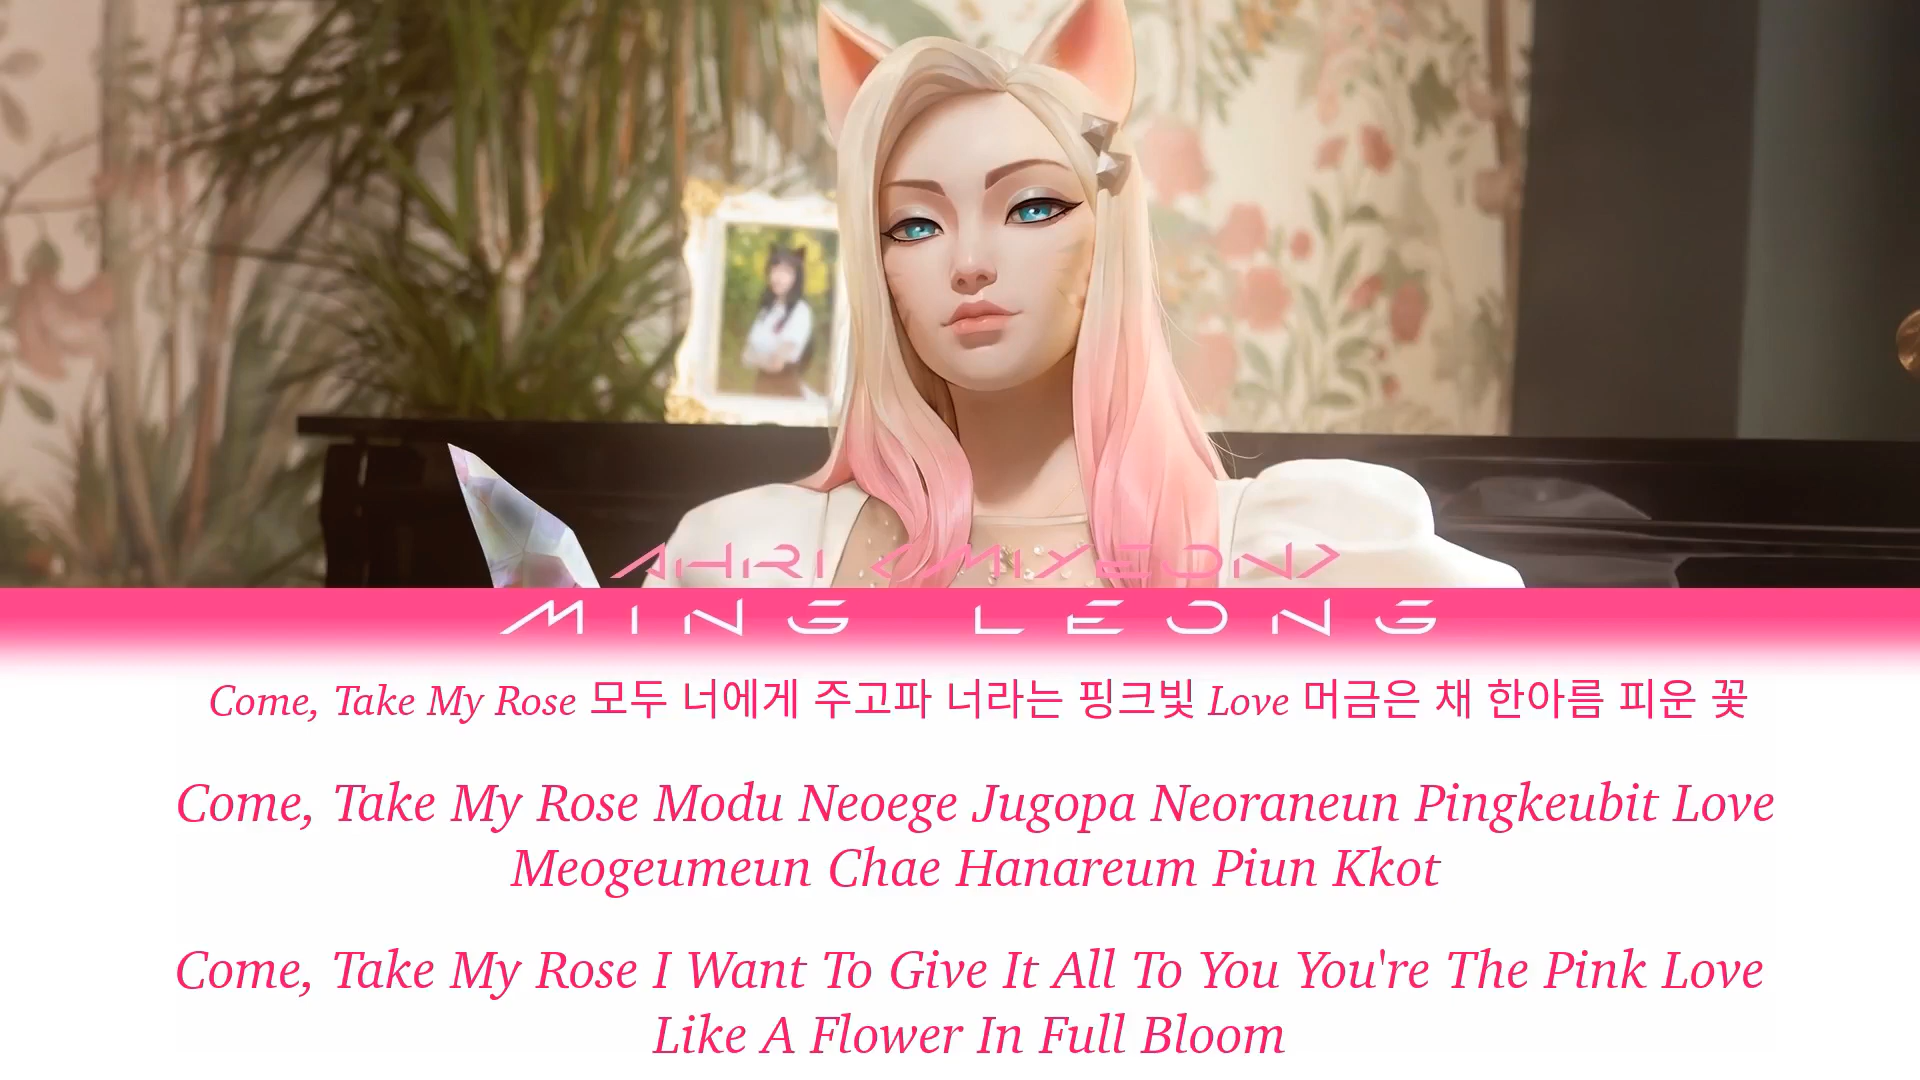 AHRI <MIYEON>
MING LEONG
Come, Take My Rose 모두 너에게 주고파 너라는 핑크빛 Love 머금은 채 한아름 피운 꽃
Come, Take My Rose Modu Neoege Jugopa Neoraneun Pingkeubit Love
Meogeumeun Chae Hanareum Piun Kkot
Come, Take My Rose I Want To Give It All To You You're The Pink Love
Like A Flower In Full Bloom